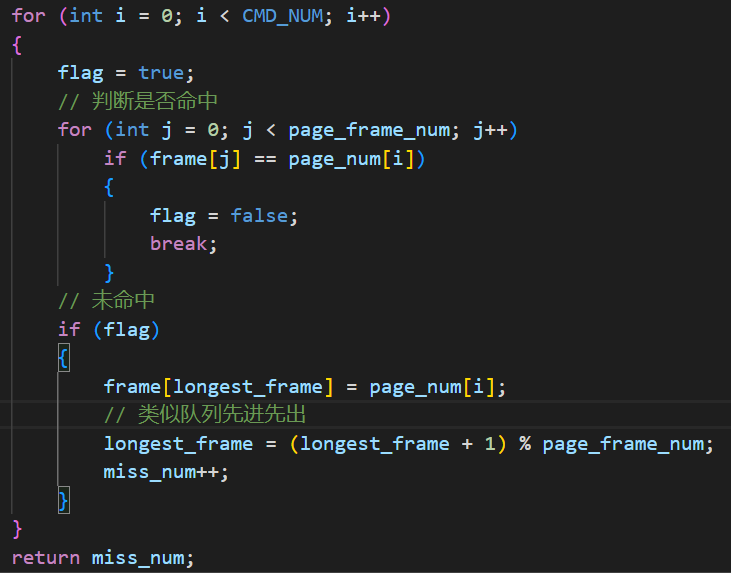 for (int i = 0; i < CMD_NUM; i++)
{
    flag = true;
    // 判断是否命中
    for (int j = 0; j < page_frame_num; j++)
        if (frame[j] == page_num[i])
        {
            flag = false;
            break;
        }
    // 未命中
    if (flag)
    {
        frame[longest_frame] = page_num[i];
        // 类似队列先进先出
        longest_frame = (longest_frame + 1) % page_frame_num;
        miss_num++;
    }
}
return miss_num;